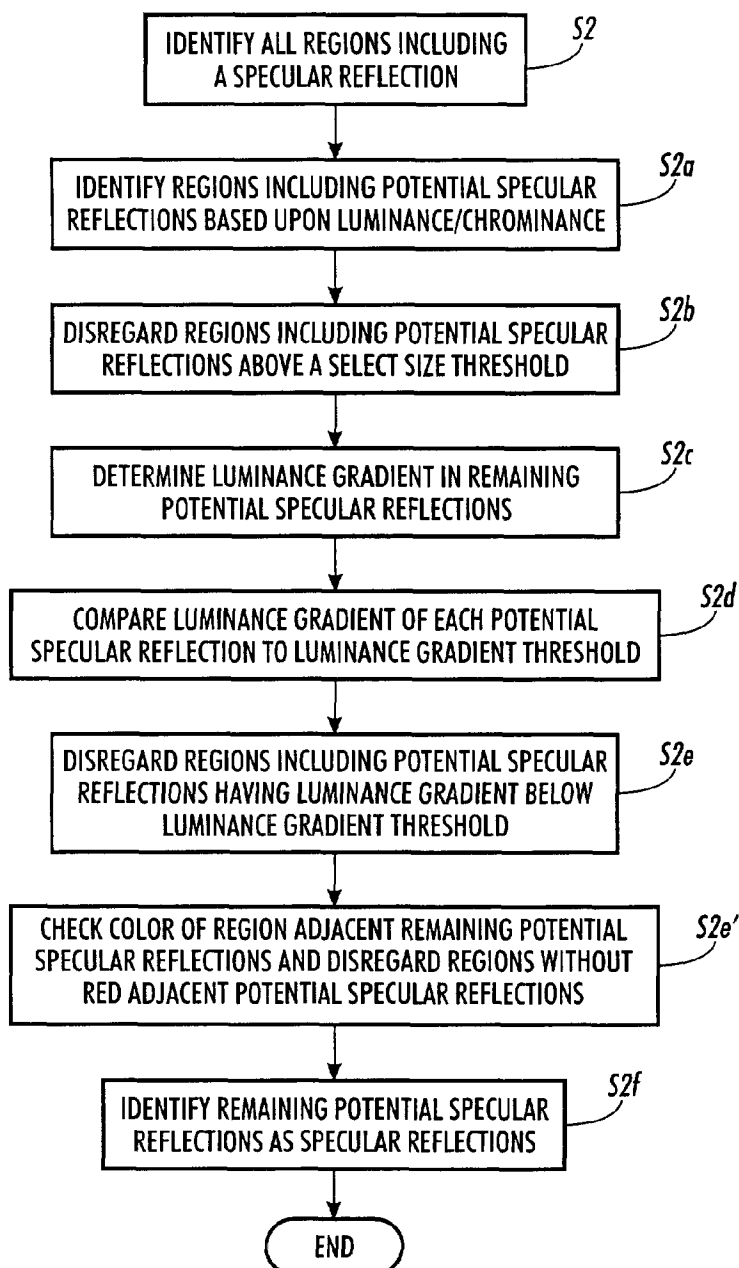 S2
IDENTIFY ALL REGIONS INCLUDING
A SPECULAR REFLECTION
S2a
IDENTIFY REGIONS INCLUDING POTENTIAL SPECULAR
REFLECTIONS BASED UPON LUMINANCE/CHROMINANCE
S2b
DISREGARD REGIONS INCLUDING POTENTIAL SPECULAR
REFLECTIONS ABOVE A SELECT SIZE THRESHOLD
S2c
DETERMINE LUMINANCE GRADIENT IN REMAINING
POTENTIAL SPECULAR REFLECTIONS
S2d
COMPARE LUMINANCE GRADIENT OF EACH POTENTIAL
SPECULAR REFLECTION TO LUMINANCE GRADIENT THRESHOLD
S2e
DISREGARD REGIONS INCLUDING POTENTIAL SPECULAR
REFLECTIONS HAVING LUMINANCE GRADIENT BELOW
LUMINANCE GRADIENT THRESHOLD
S2e'
CHECK COLOR OF REGION ADJACENT REMAINING POTENTIAL
SPECULAR REFLECTIONS AND DISREGARD REGIONS WITHOUT
RED ADJACENT POTENTIAL SPECULAR REFLECTIONS
S2f
IDENTIFY REMAINING POTENTIAL SPECULAR
REFLECTIONS AS SPECULAR REFLECTIONS
END